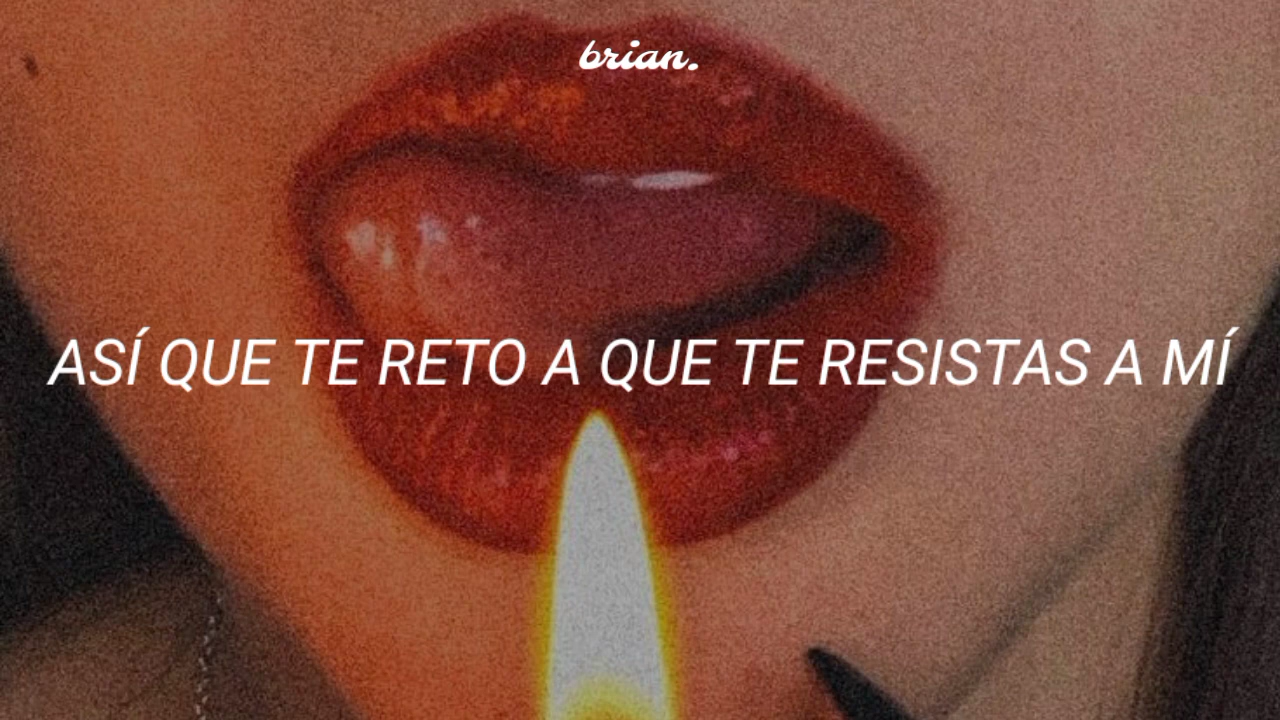 brian.
ASÍ QUE TE RETO A QUE TE RESISTAS A MÍ